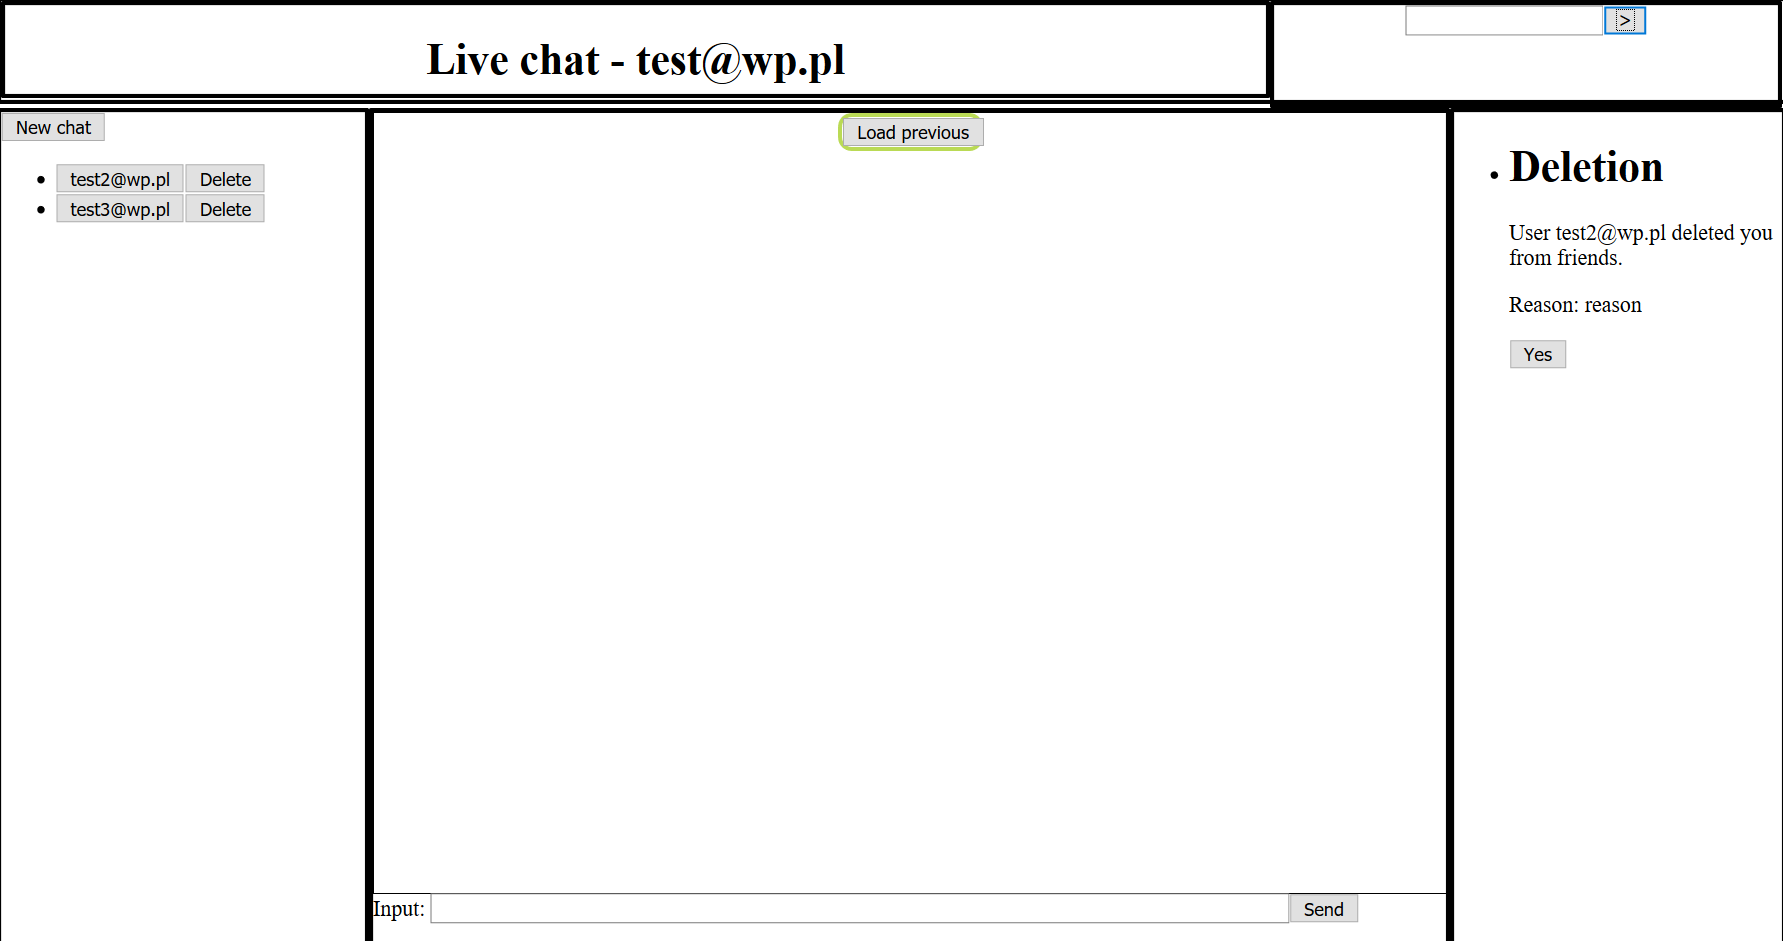 Live chat - test@wp.pl
>
New chat
test2@wp.pl Delete
test3@wp.pl Delete
Load previous
Input: Send
Deletion
User test2@wp.pl deleted you
from friends.
Reason: reason
Yes